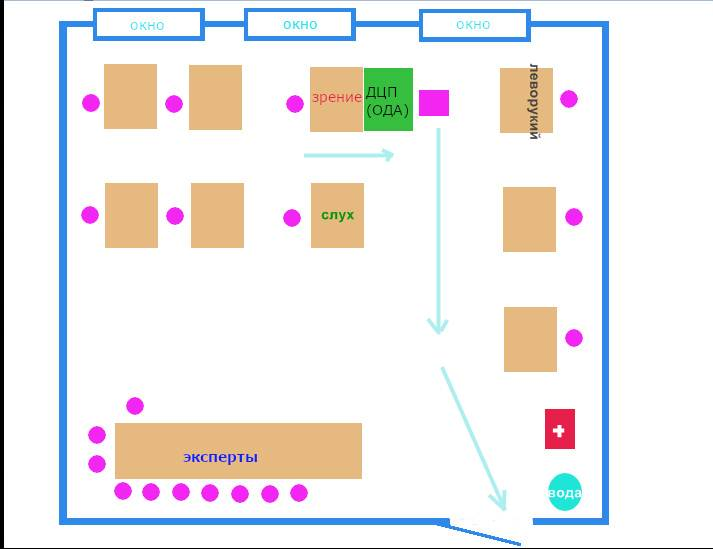 окно
окно
окно
зрение
ДЦП
(ОДА)
леворукий
слух
эксперты
вода